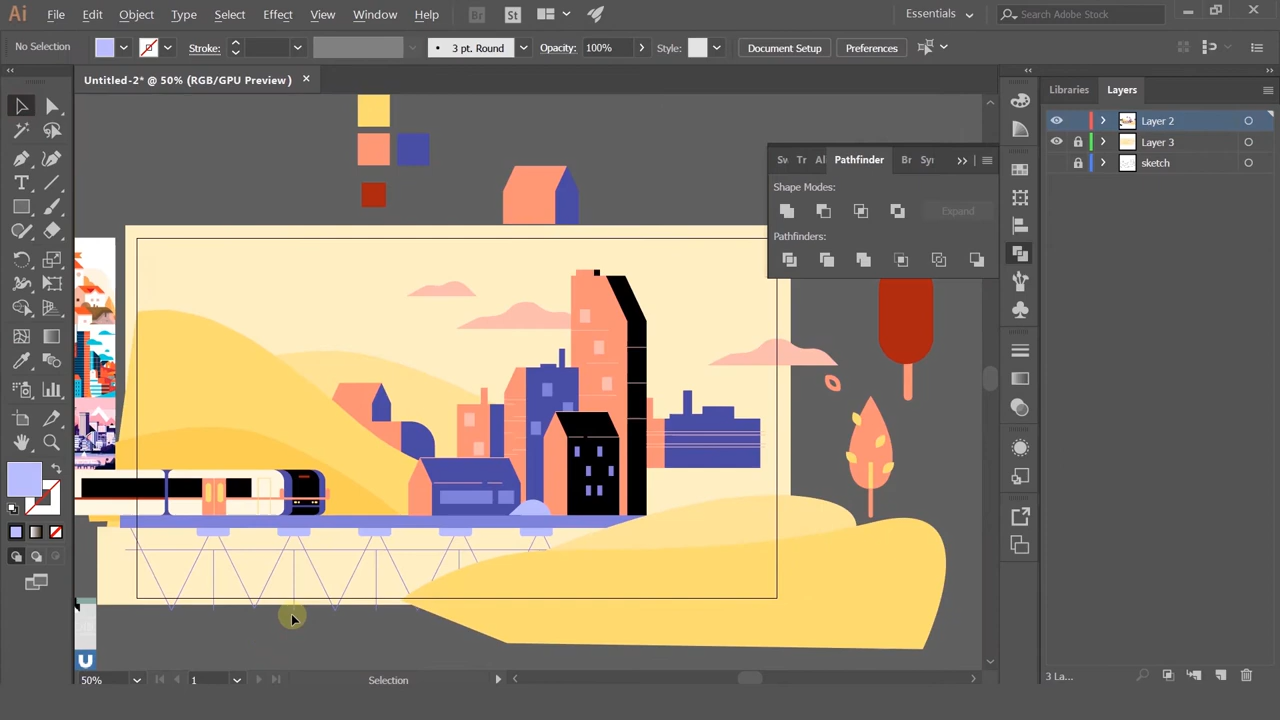 Ai File Edit Object Type Select Effect View Window Help Br St Essentials Search Adobe Stock
No Selection Stroke: 3 pt. Round Opacity: 100% Style: Document Setup Preferences
Untitled-2* @ 50% (RGB/GPU Preview)
Libraries Layers
Layer 2
Layer 3
sketch
Sw Tr Al Pathfinder Br Syı
Shape Modes:
Expand
Pathfinders:
50% 1 Selection
3 La...